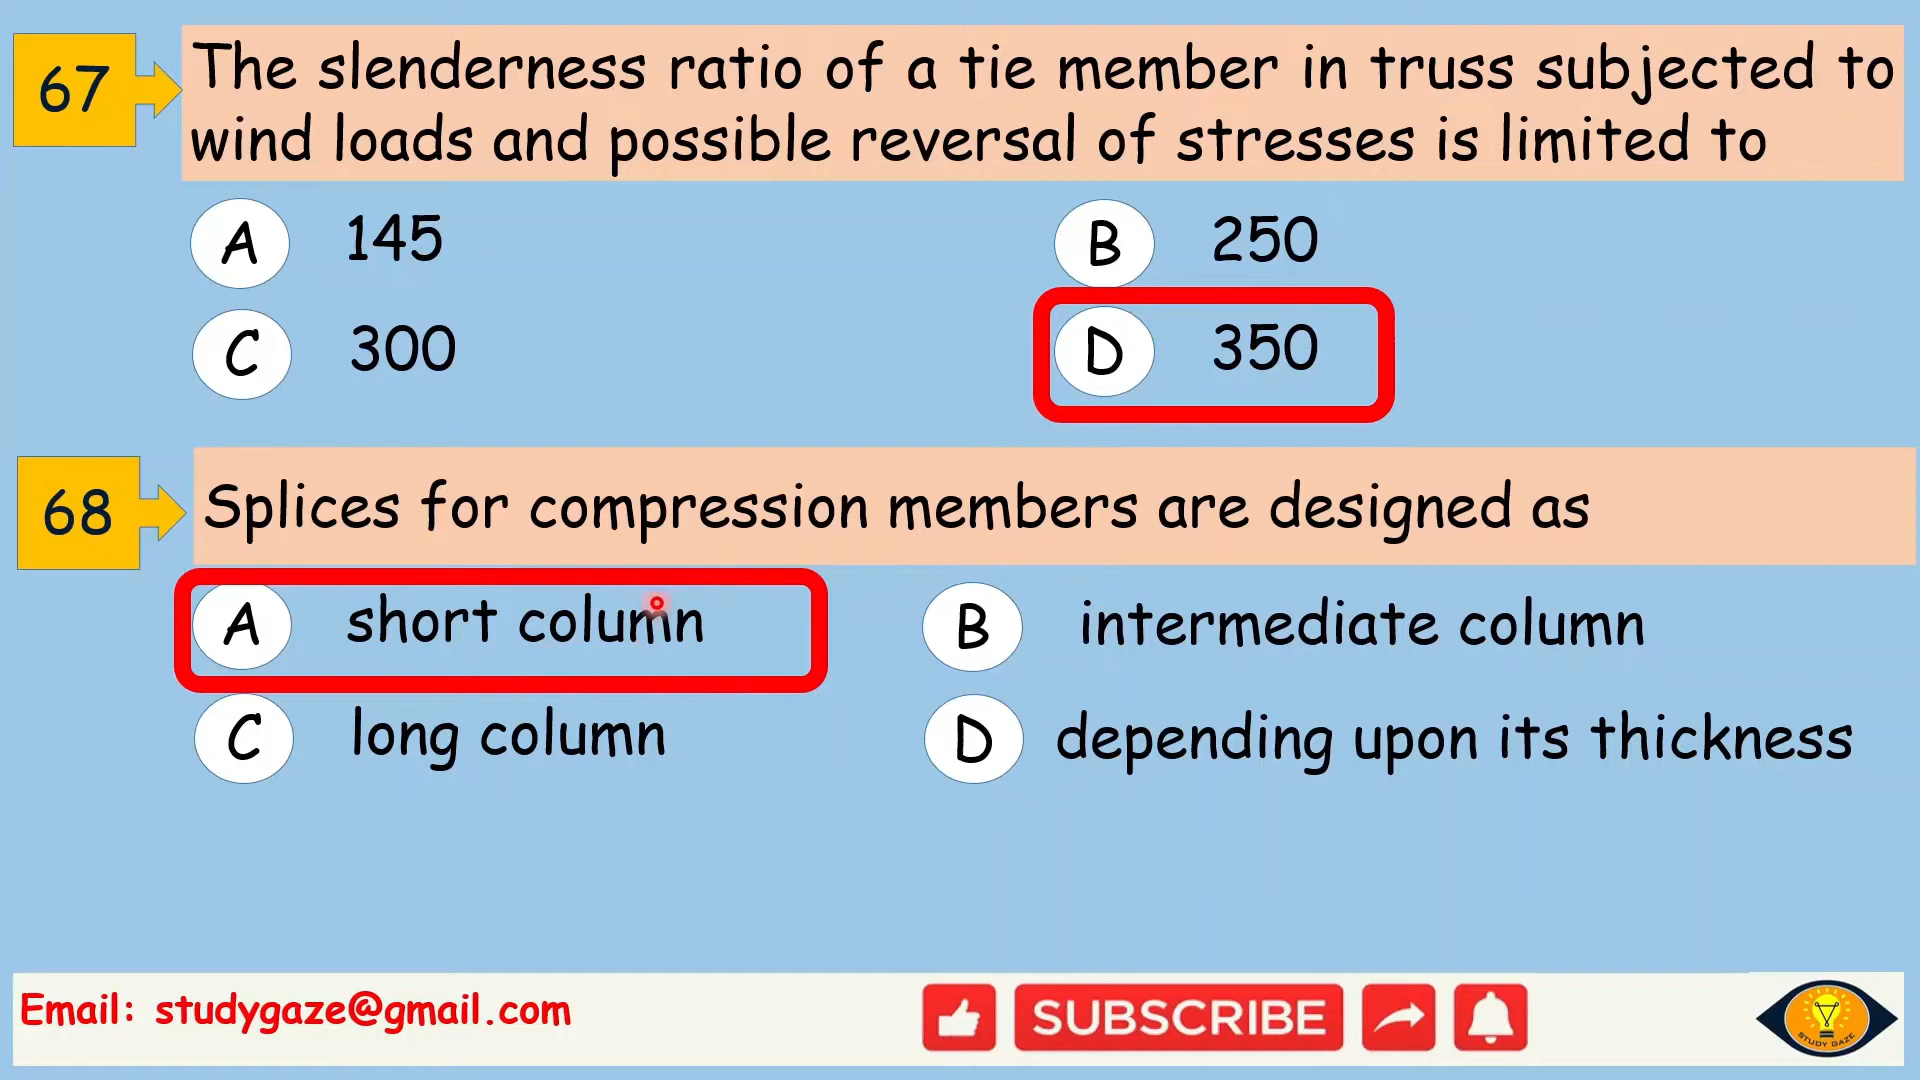 67
The slenderness ratio of a tie member in truss subjected to
wind loads and possible reversal of stresses is limited to
A 145
B 250
C 300
D 350
68
Splices for compression members are designed as
A short column
B intermediate column
C long column
D depending upon its thickness
Email: studygaze@gmail.com
SUBSCRIBE
STUDY GAZE